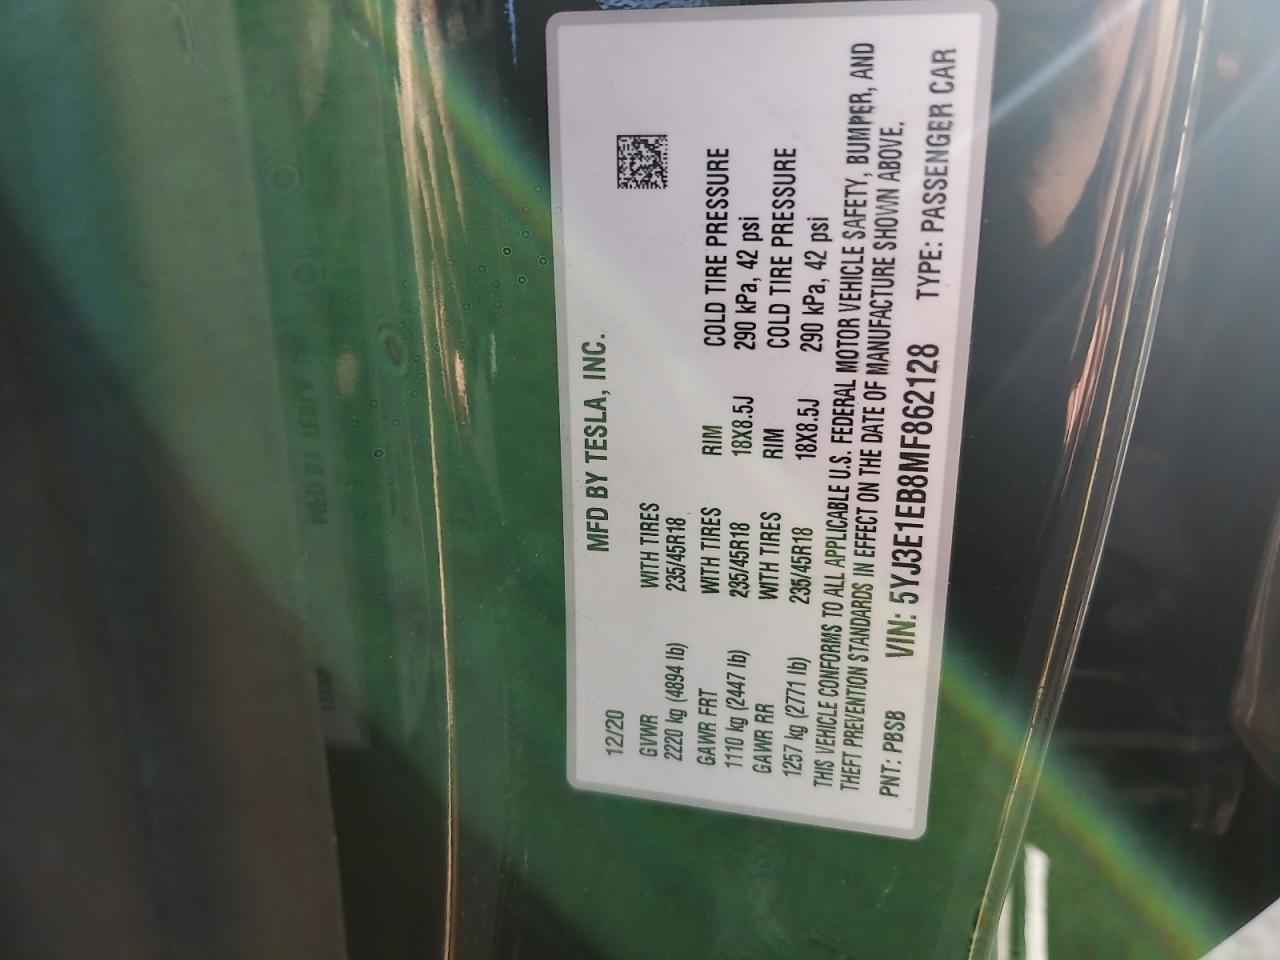 MFD BY TESLA, INC.
12/20
GVWR WITH TIRES
2220 kg (4894 lb) 235/45R18
GAWR FRT WITH TIRES RIM COLD TIRE PRESSURE
1110 kg (2447 lb) 235/45R18 18X8.5J 290 kPa, 42 psi
GAWR RR WITH TIRES RIM COLD TIRE PRESSURE
1257 kg (2771 lb) 235/45R18 18X8.5J 290 kPa, 42 psi
THIS VEHICLE CONFORMS TO ALL APPLICABLE U.S. FEDERAL MOTOR VEHICLE SAFETY, BUMPER, AND
THEFT PREVENTION STANDARDS IN EFFECT ON THE DATE OF MANUFACTURE SHOWN ABOVE.
PNT: PBSB VIN: 5YJ3E1EB8MF862128 TYPE: PASSENGER CAR